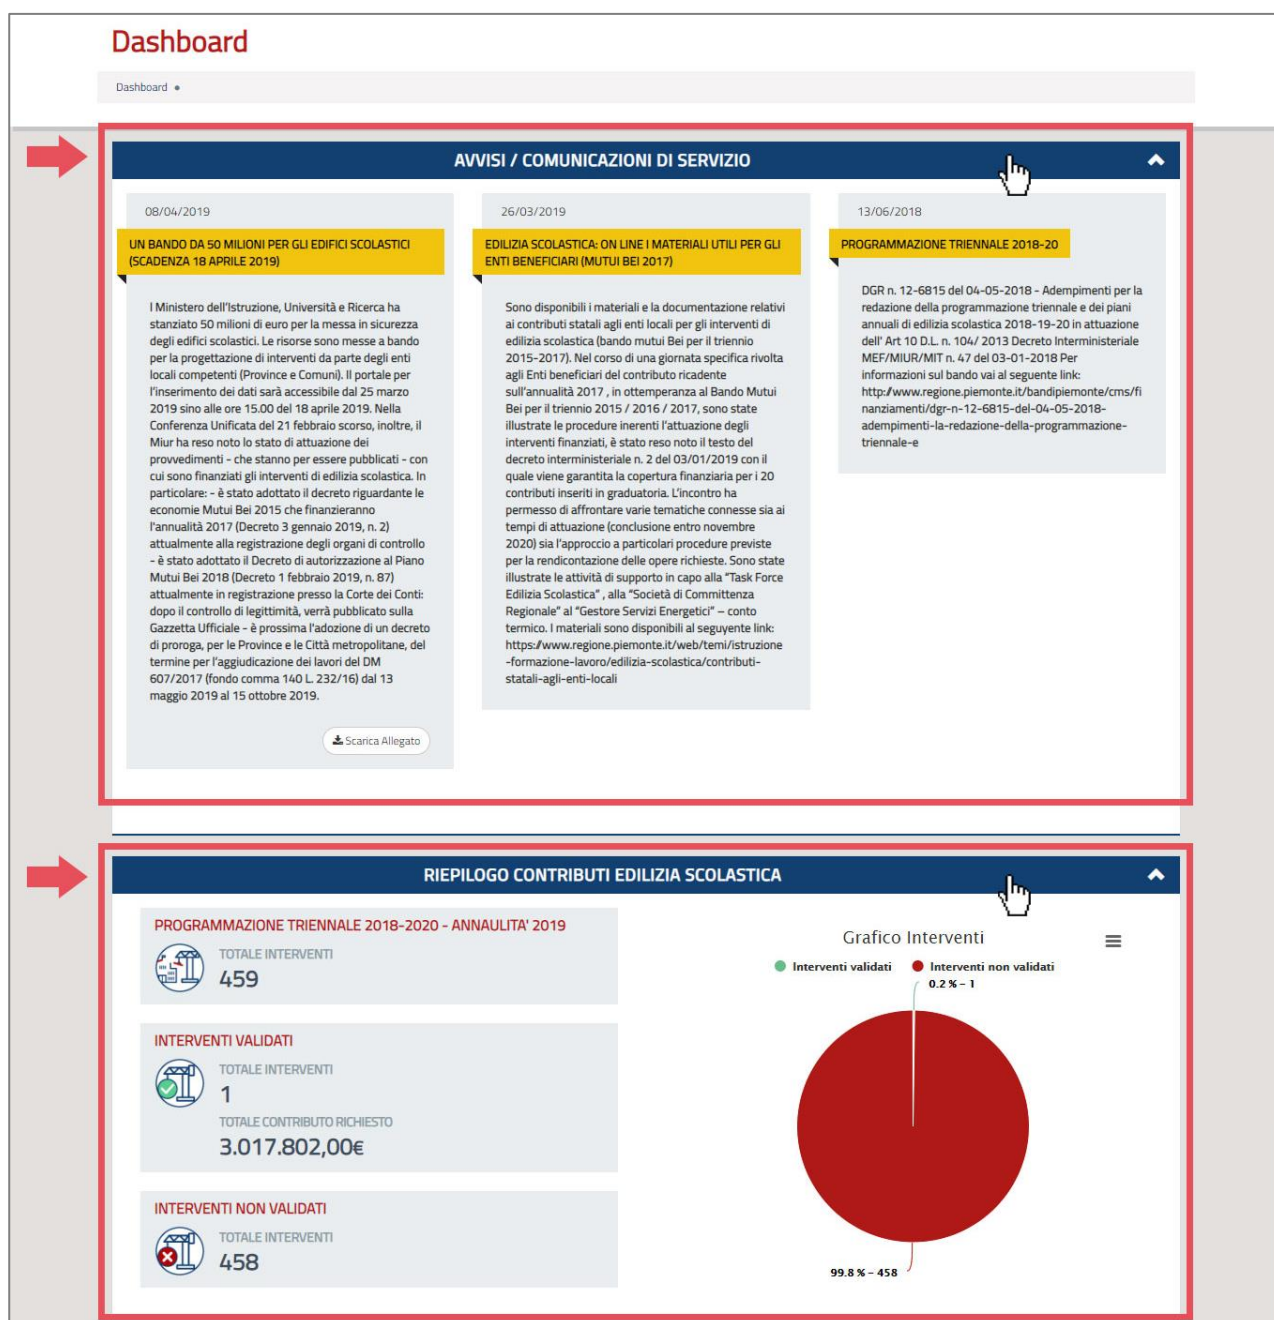 Dashboard
Dashboard
AVVISI / COMUNICAZIONI DI SERVIZIO
08/04/2019
UN BANDO DA 50 MILIONI PER GLI EDIFICI SCOLASTICI
(SCADENZA 18 APRILE 2019)
I Ministero dell'Istruzione, Università e Ricerca ha
stanziato 50 milioni di euro per la messa in sicurezza
degli edifici scolastici. Le risorse sono messe a bando
per la progettazione di interventi da parte degli enti
locali competenti (Province e Comuni). Il portale per
l'inserimento dei dati sarà accessibile dal 25 marzo
2019 sino alle ore 15.00 del 18 aprile 2019. Nella
Conferenza Unificata del 21 febbraio scorso, inoltre, il
Miur ha reso noto lo stato di attuazione dei
provvedimenti - che stanno per essere pubblicati - con
cui sono finanziati gli interventi di edilizia scolastica. In
particolare: - è stato adottato il decreto riguardante le
economie Mutui Bei 2015 che finanzieranno
l'annualità 2017 (Decreto 3 gennaio 2019, n. 2)
attualmente alla registrazione degli organi di controllo
- è stato adottato il Decreto di autorizzazione al Piano
Mutui Bei 2018 (Decreto 1 febbraio 2019, n. 87)
attualmente in registrazione presso la Corte dei Conti:
dopo il controllo di legittimità, verrà pubblicato sulla
Gazzetta Ufficiale - è prossima l'adozione di un decreto
di proroga, per le Province e le Città metropolitane, del
termine per l'aggiudicazione dei lavori del DM
607/2017 (fondo comma 140 L. 232/16) dal 13
maggio 2019 al 15 ottobre 2019.
Scarica Allegato
26/03/2019
EDILIZIA SCOLASTICA: ON LINE I MATERIALI UTILI PER GLI
ENTI BENEFICIARI (MUTUI BEI 2017)
Sono disponibili i materiali e la documentazione relativi
ai contributi statali agli enti locali per gli interventi di
edilizia scolastica (bando mutui Bei per il triennio
2015-2017). Nel corso di una giornata specifica rivolta
agli Enti beneficiari del contributo ricadente
sull'annualità 2017 , in ottemperanza al Bando Mutui
Bei per il triennio 2015 / 2016 / 2017, sono state
illustrate le procedure inerenti l'attuazione degli
interventi finanziati, è stato reso noto il testo del
decreto interministeriale n. 2 del 03/01/2019 con il
quale viene garantita la copertura finanziaria per i 20
contributi inseriti in graduatoria. L'incontro ha
permesso di affrontare varie tematiche connesse sia ai
tempi di attuazione (conclusione entro novembre
2020) sia l'approccio a particolari procedure previste
per la rendicontazione delle opere richieste. Sono state
illustrate le attività di supporto in capo alla "Task Force
Edilizia Scolastica" , alla "Società di Committenza
Regionale" al "Gestore Servizi Energetici" – conto
termico. I materiali sono disponibili al seguyente link:
https://www.regione.piemonte.it/web/temi/istruzione
-formazione-lavoro/edilizia-scolastica/contributi-
statali-agli-enti-locali
13/06/2018
PROGRAMMAZIONE TRIENNALE 2018-20
DGR n. 12-6815 del 04-05-2018 - Adempimenti per la
redazione della programmazione triennale e dei piani
annuali di edilizia scolastica 2018-19-20 in attuazione
dell' Art 10 D.L. n. 104/ 2013 Decreto Interministeriale
MEF/MIUR/MIT n. 47 del 03-01-2018 Per
informazioni sul bando vai al seguente link:
http://www.regione.piemonte.it/bandipiemonte/cms/fi
nanziamenti/dgr-n-12-6815-del-04-05-2018-
adempimenti-la-redazione-della-programmazione-
triennale-e
RIEPILOGO CONTRIBUTI EDILIZIA SCOLASTICA
PROGRAMMAZIONE TRIENNALE 2018-2020 - ANNAULITA' 2019
TOTALE INTERVENTI
459
INTERVENTI VALIDATI
TOTALE INTERVENTI
1
TOTALE CONTRIBUTO RICHIESTO
3.017.802,00€
INTERVENTI NON VALIDATI
TOTALE INTERVENTI
458
Grafico Interventi
Interventi validati Interventi non validati
0.2 % – 1
99.8 % – 458